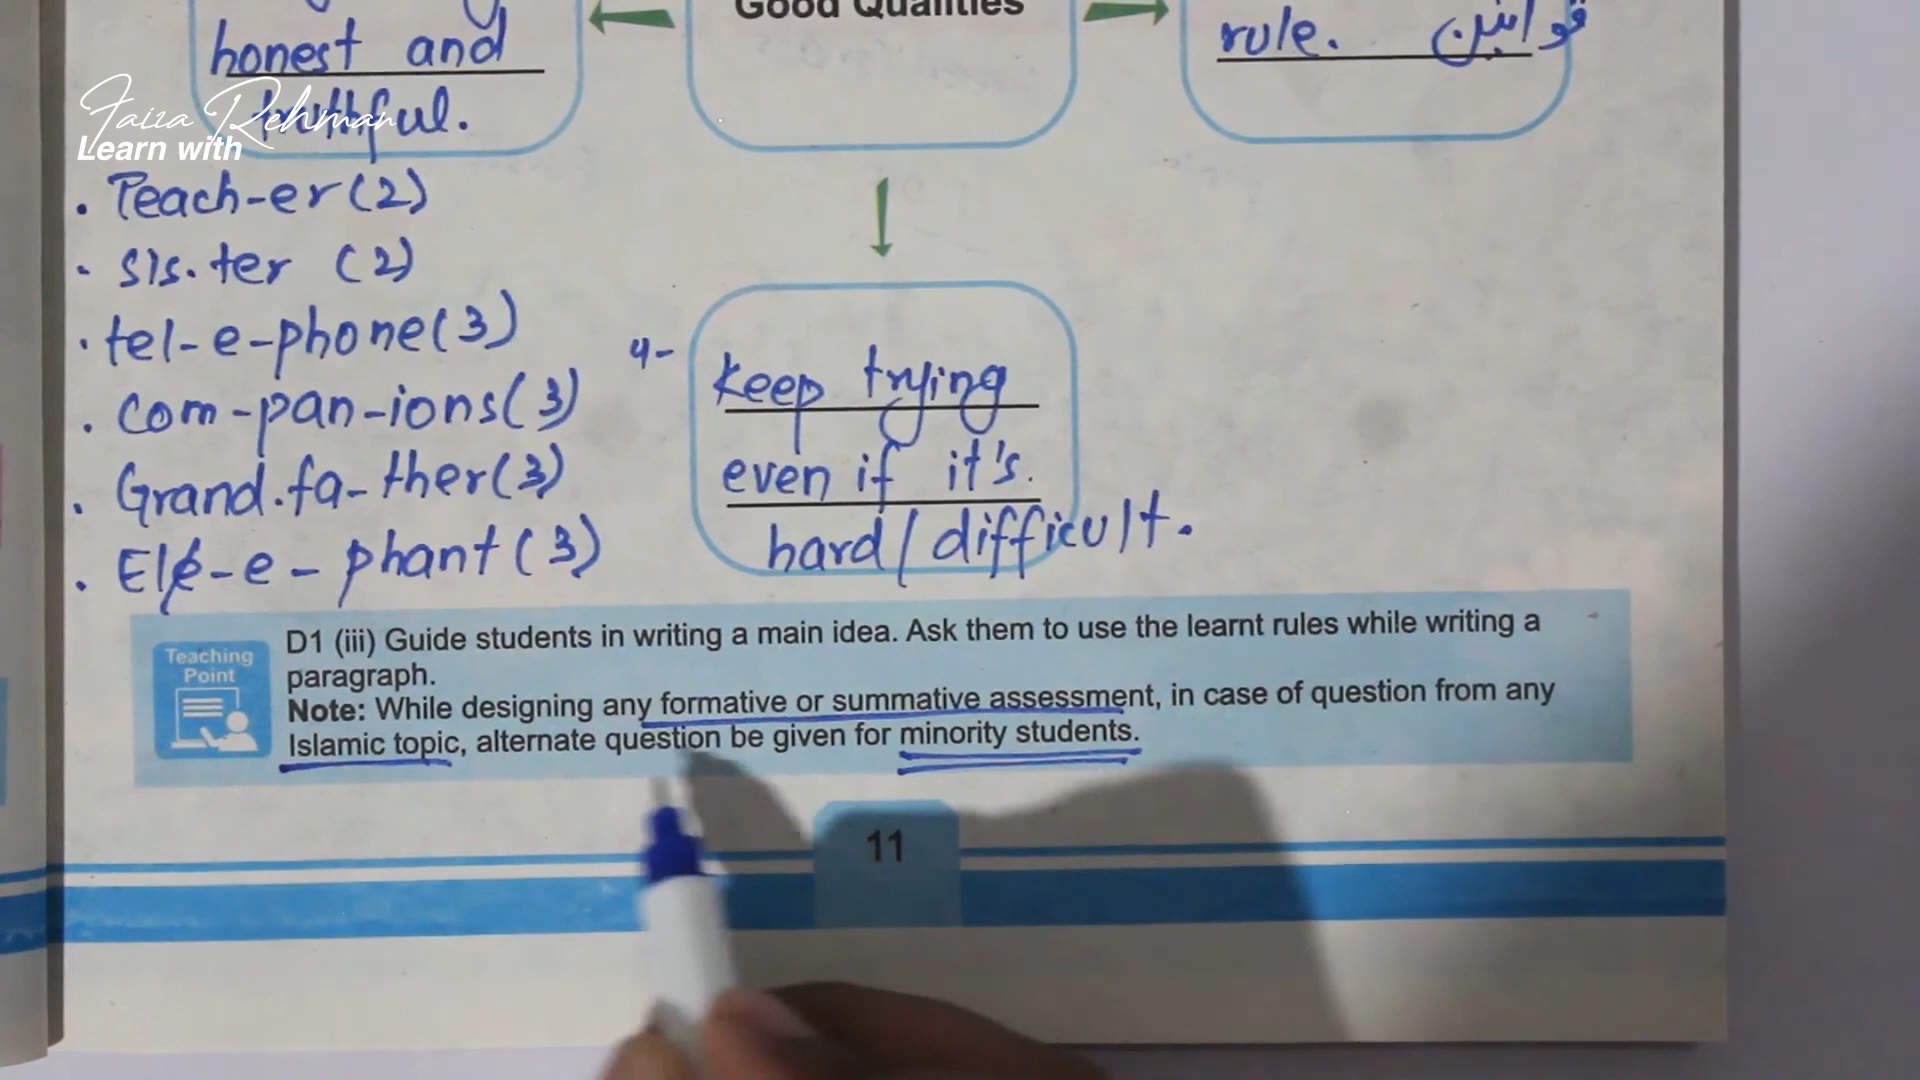 Good Qualities
honest and
truthful.
rule. قوانین
Faiza Rehman
Learn with
. Teach-er (2)
- sis. ter (2)
. tel-e-phone (3)
. Com-pan-ions (3)
. Grand.fa-ther (3)
. Ele-e-phant (3)
4-
keep trying
even if it's.
hard / difficult.
Teaching
Point
D1 (iii) Guide students in writing a main idea. Ask them to use the learnt rules while writing a
paragraph.
Note: While designing any formative or summative assessment, in case of question from any
Islamic topic, alternate question be given for minority students.
11